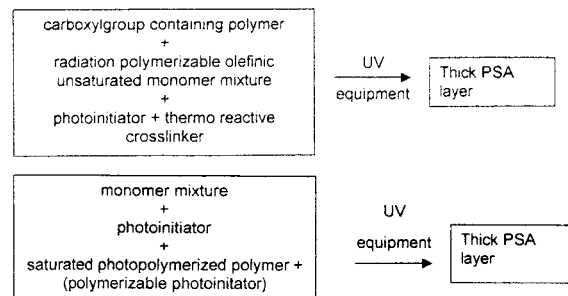 carboxylgroup containing polymer
+
radiation polymerizable olefinic
unsaturated monomer mixture
+
photoinitiator + thermo reactive
crosslinker
UV
equipment
Thick PSA
layer
monomer mixture
+
photoinitiator
+
saturated photopolymerized polymer +
(polymerizable photoinitator)
UV
equipment
Thick PSA
layer